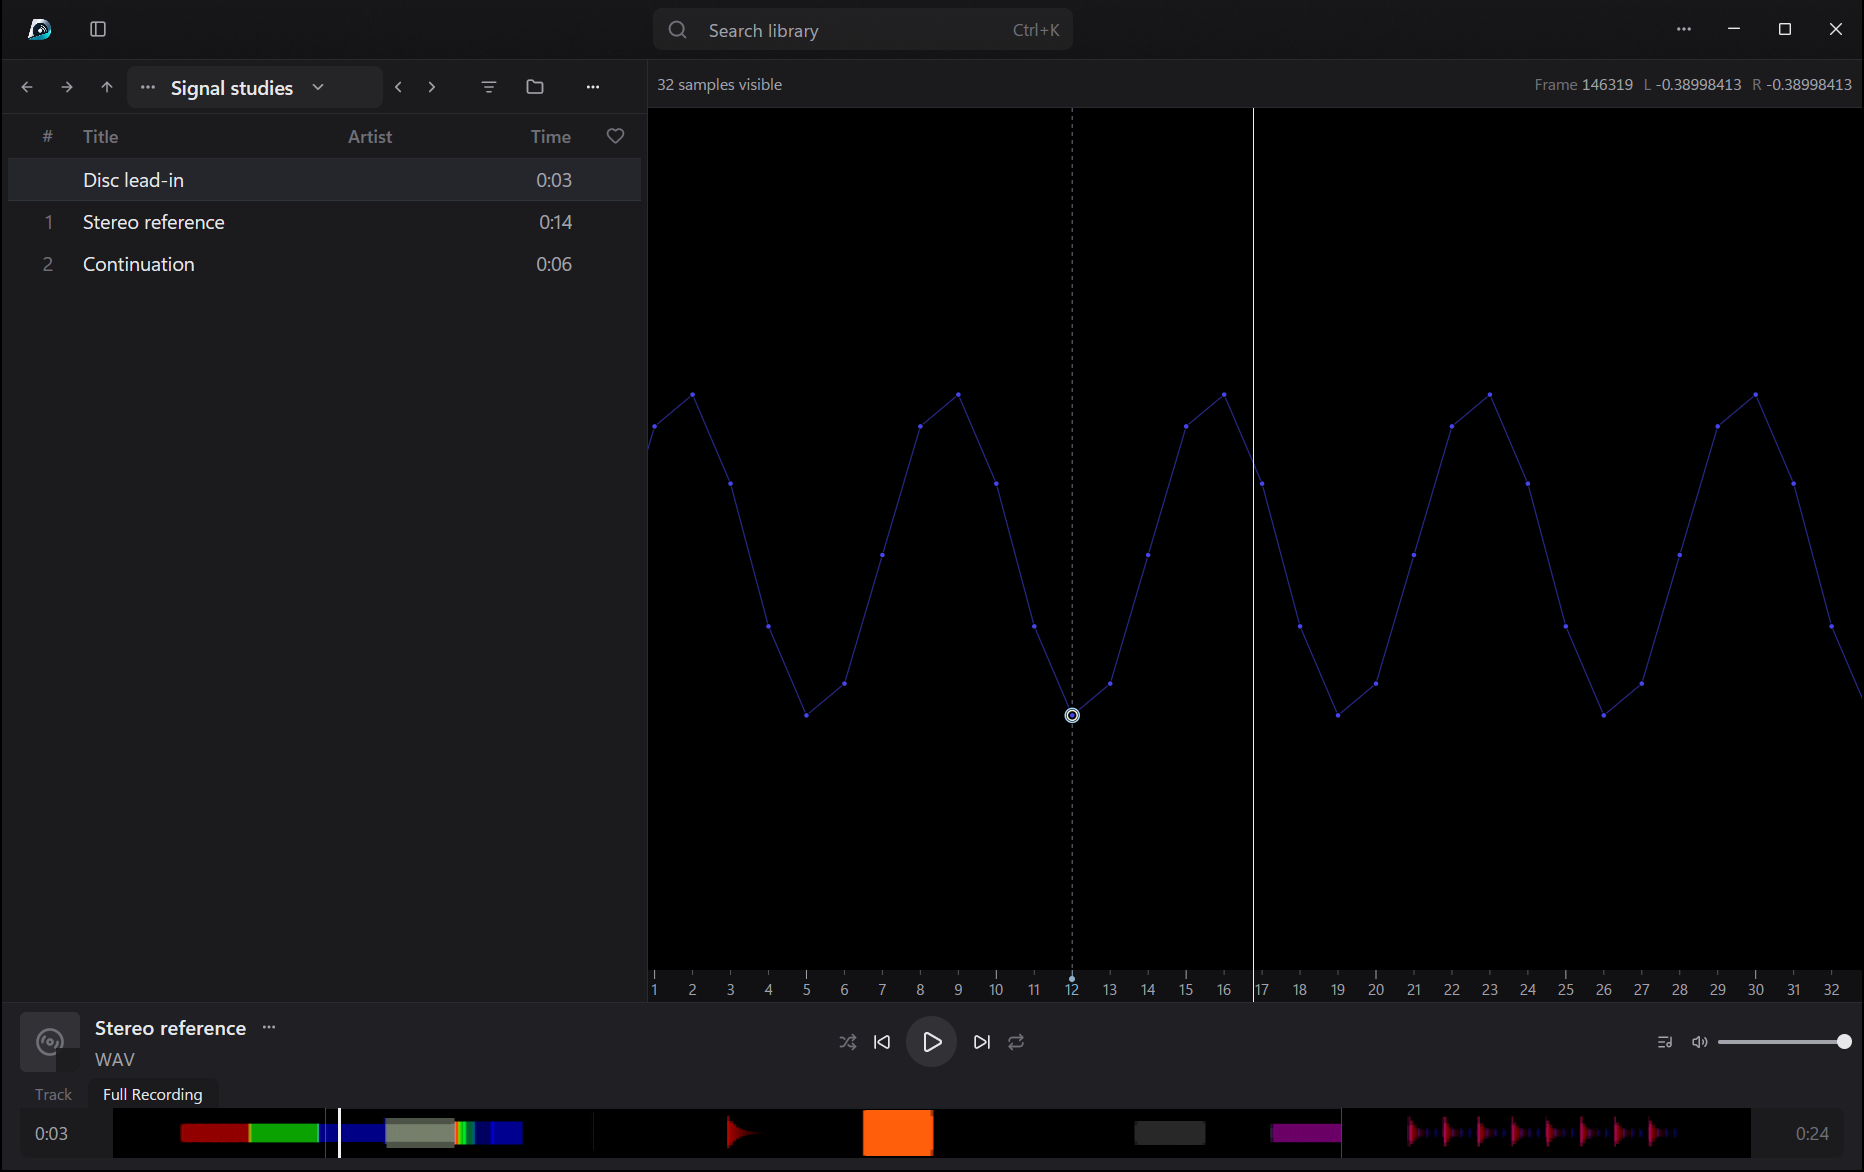 Search library Ctrl+K
Signal studies
32 samples visible Frame 146319 L -0.38998413 R -0.38998413
# Title Artist Time
Disc lead-in 0:03
1 Stereo reference 0:14
2 Continuation 0:06
1 2 3 4 5 6 7 8 9 10 11 12 13 14 15 16 17 18 19 20 21 22 23 24 25 26 27 28 29 30 31 32
Stereo reference
WAV
Track Full Recording
0:03 0:24